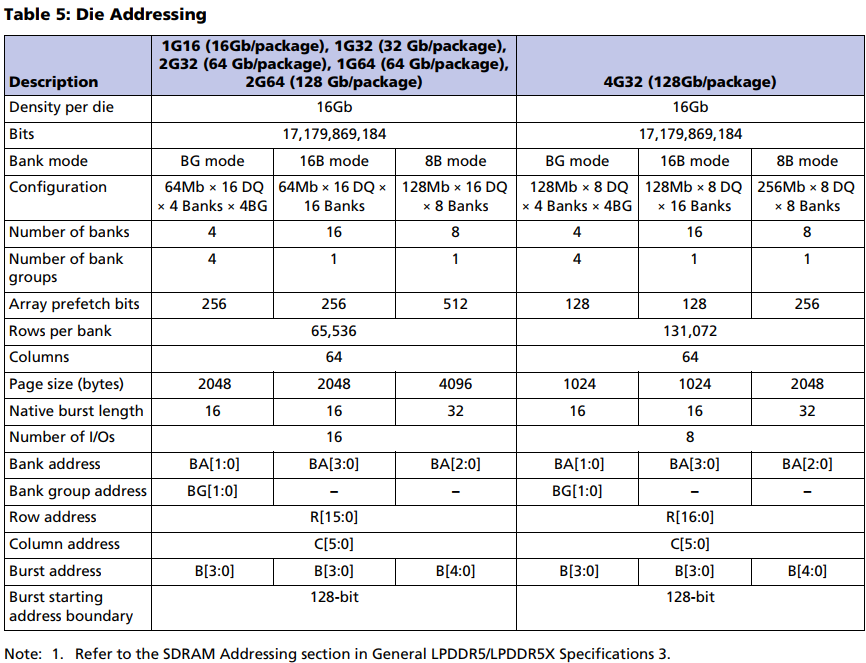 Table 5: Die Addressing
Description
1G16 (16Gb/package), 1G32 (32 Gb/package),
2G32 (64 Gb/package), 1G64 (64 Gb/package),
2G64 (128 Gb/package)
4G32 (128Gb/package)
Density per die 16Gb 16Gb
Bits 17,179,869,184 17,179,869,184
Bank mode BG mode 16B mode 8B mode BG mode 16B mode 8B mode
Configuration 64Mb × 16 DQ 64Mb × 16 DQ × 128Mb × 16 DQ 128Mb × 8 DQ 128Mb × 8 DQ 256Mb × 8 DQ
× 4 Banks × 4BG 16 Banks × 8 Banks × 4 Banks × 4BG × 16 Banks × 8 Banks
Number of banks 4 16 8 4 16 8
Number of bank 4 1 1 4 1 1
groups
Array prefetch bits 256 256 512 128 128 256
Rows per bank 65,536 131,072
Columns 64 64
Page size (bytes) 2048 2048 4096 1024 1024 2048
Native burst length 16 16 32 16 16 32
Number of I/Os 16 8
Bank address BA[1:0] BA[3:0] BA[2:0] BA[1:0] BA[3:0] BA[2:0]
Bank group address BG[1:0] – – BG[1:0] – –
Row address R[15:0] R[16:0]
Column address C[5:0] C[5:0]
Burst address B[3:0] B[3:0] B[4:0] B[3:0] B[3:0] B[4:0]
Burst starting 128-bit 128-bit
address boundary
Note: 1. Refer to the SDRAM Addressing section in General LPDDR5/LPDDR5X Specifications 3.